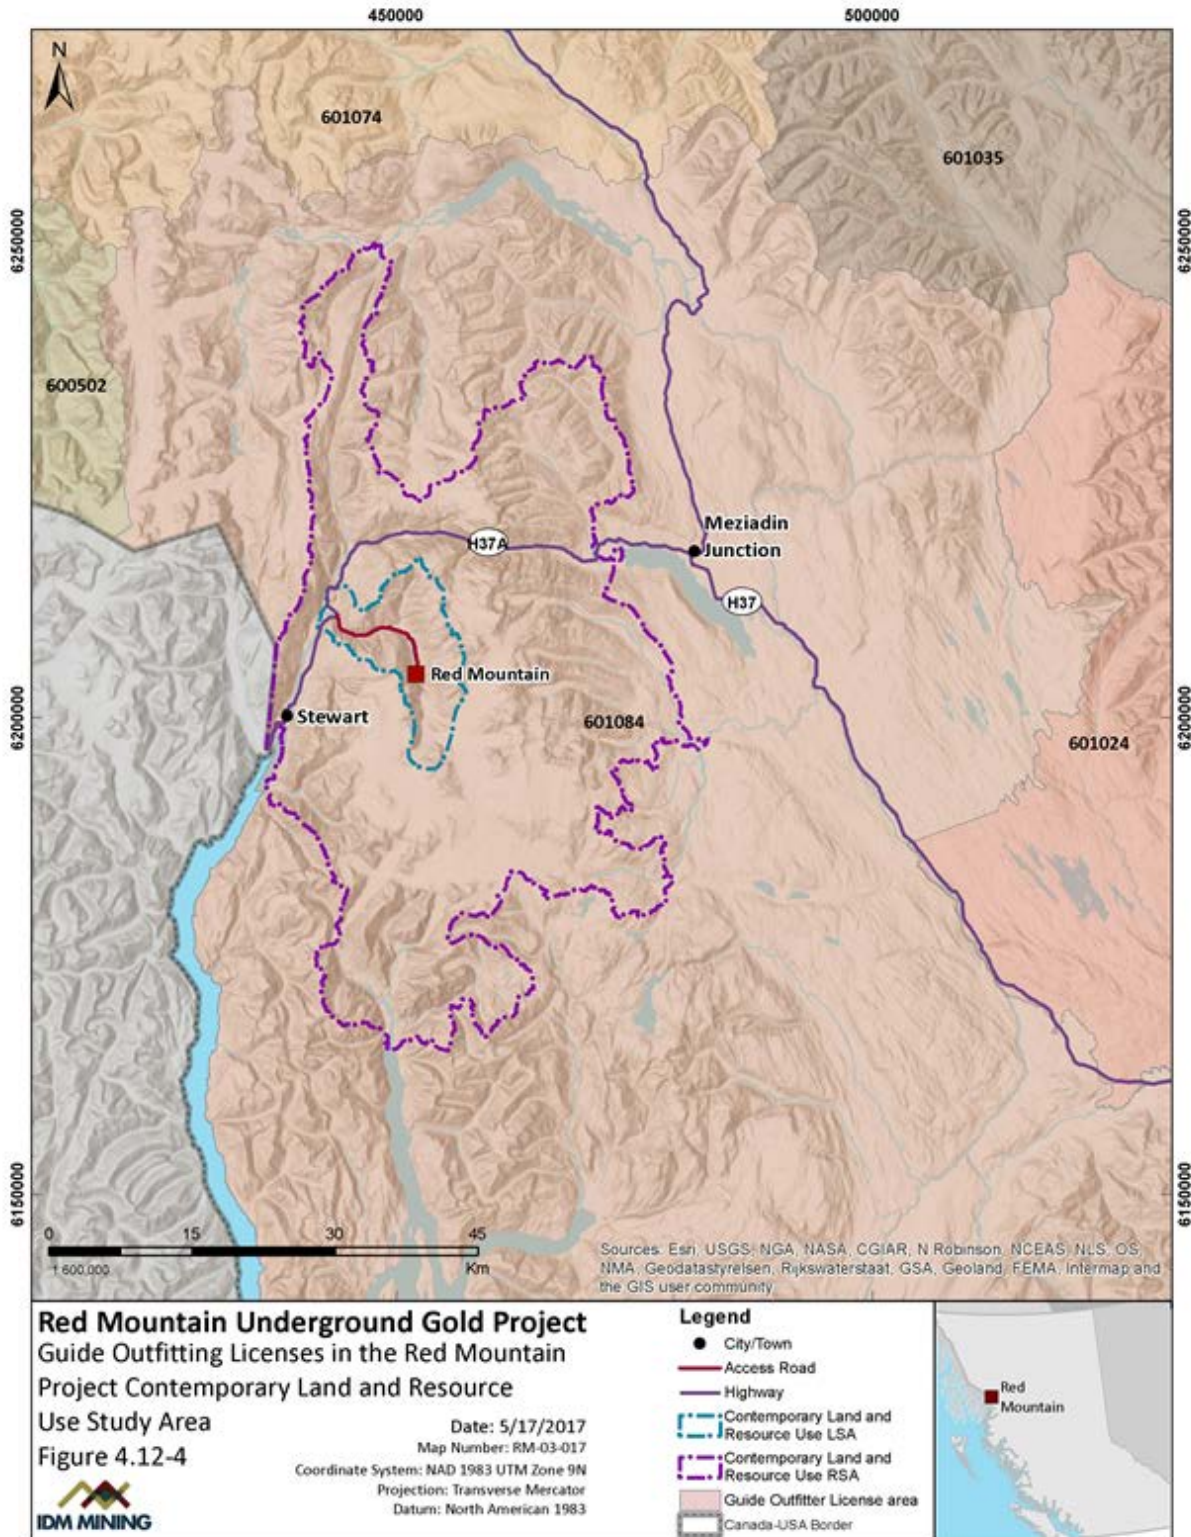 450000
500000
N
601074
601035
6250000
6250000
600502
Meziadin
Junction
H37A
H37
Red Mountain
Stewart
601084
6200000
6200000
601024
6150000
6150000
0 15 30 45
Km
1:600,000
Sources: Esri, USGS, NGA, NASA, CGIAR, N Robinson, NCEAS, NLS, OS,
NMA, Geodatastyrelsen, Rijkswaterstaat, GSA, Geoland, FEMA, Intermap and
the GIS user community
Red Mountain Underground Gold Project
Guide Outfitting Licenses in the Red Mountain
Project Contemporary Land and Resource
Use Study Area
Figure 4.12-4
Date: 5/17/2017
Map Number: RM-03-017
Coordinate System: NAD 1983 UTM Zone 9N
Projection: Transverse Mercator
Datum: North American 1983
IDM MINING
Legend
City/Town
Access Road
Highway
Contemporary Land and
Resource Use LSA
Contemporary Land and
Resource Use RSA
Guide Outfitter License area
Canada-USA Border
Red
Mountain